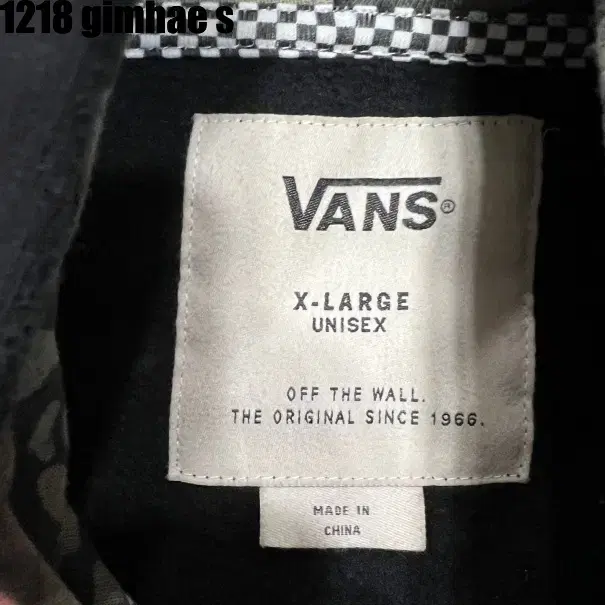 1218 gimhae s
VANS®
X-LARGE
UNISEX
OFF THE WALL.
THE ORIGINAL SINCE 1966.
MADE IN
CHINA